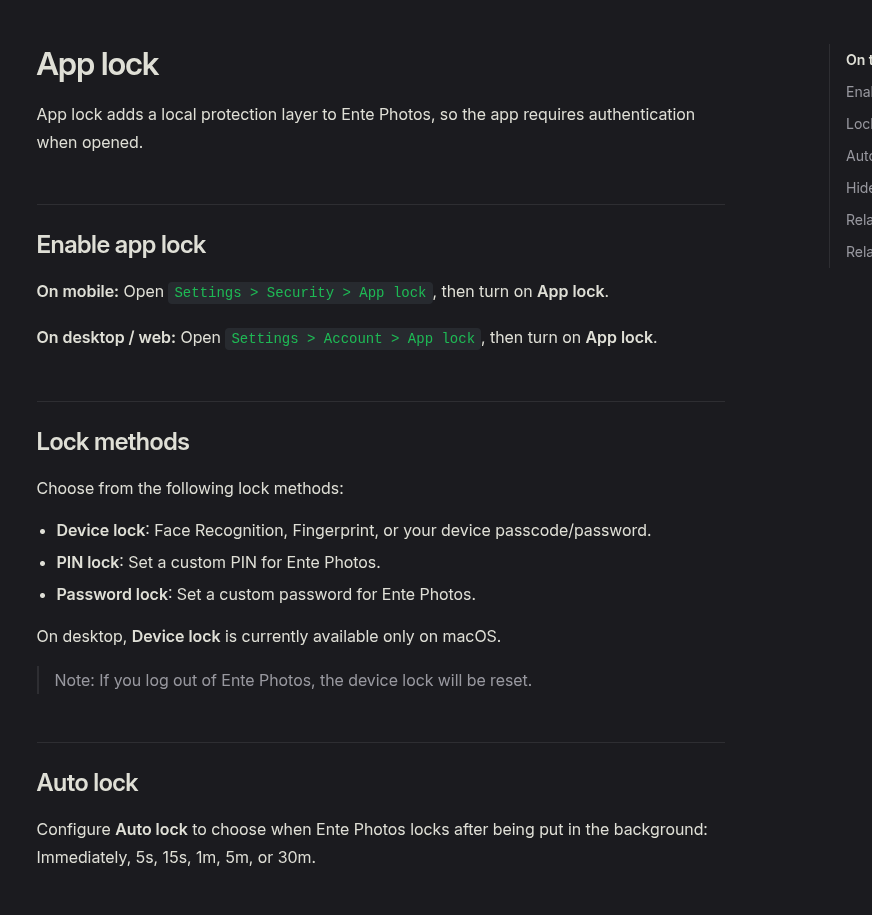 App lock
App lock adds a local protection layer to Ente Photos, so the app requires authentication
when opened.
Enable app lock
On mobile: Open Settings > Security > App lock, then turn on App lock.
On desktop / web: Open Settings > Account > App lock, then turn on App lock.
Lock methods
Choose from the following lock methods:
• Device lock: Face Recognition, Fingerprint, or your device passcode/password.
• PIN lock: Set a custom PIN for Ente Photos.
• Password lock: Set a custom password for Ente Photos.
On desktop, Device lock is currently available only on macOS.
Note: If you log out of Ente Photos, the device lock will be reset.
Auto lock
Configure Auto lock to choose when Ente Photos locks after being put in the background:
Immediately, 5s, 15s, 1m, 5m, or 30m.
On